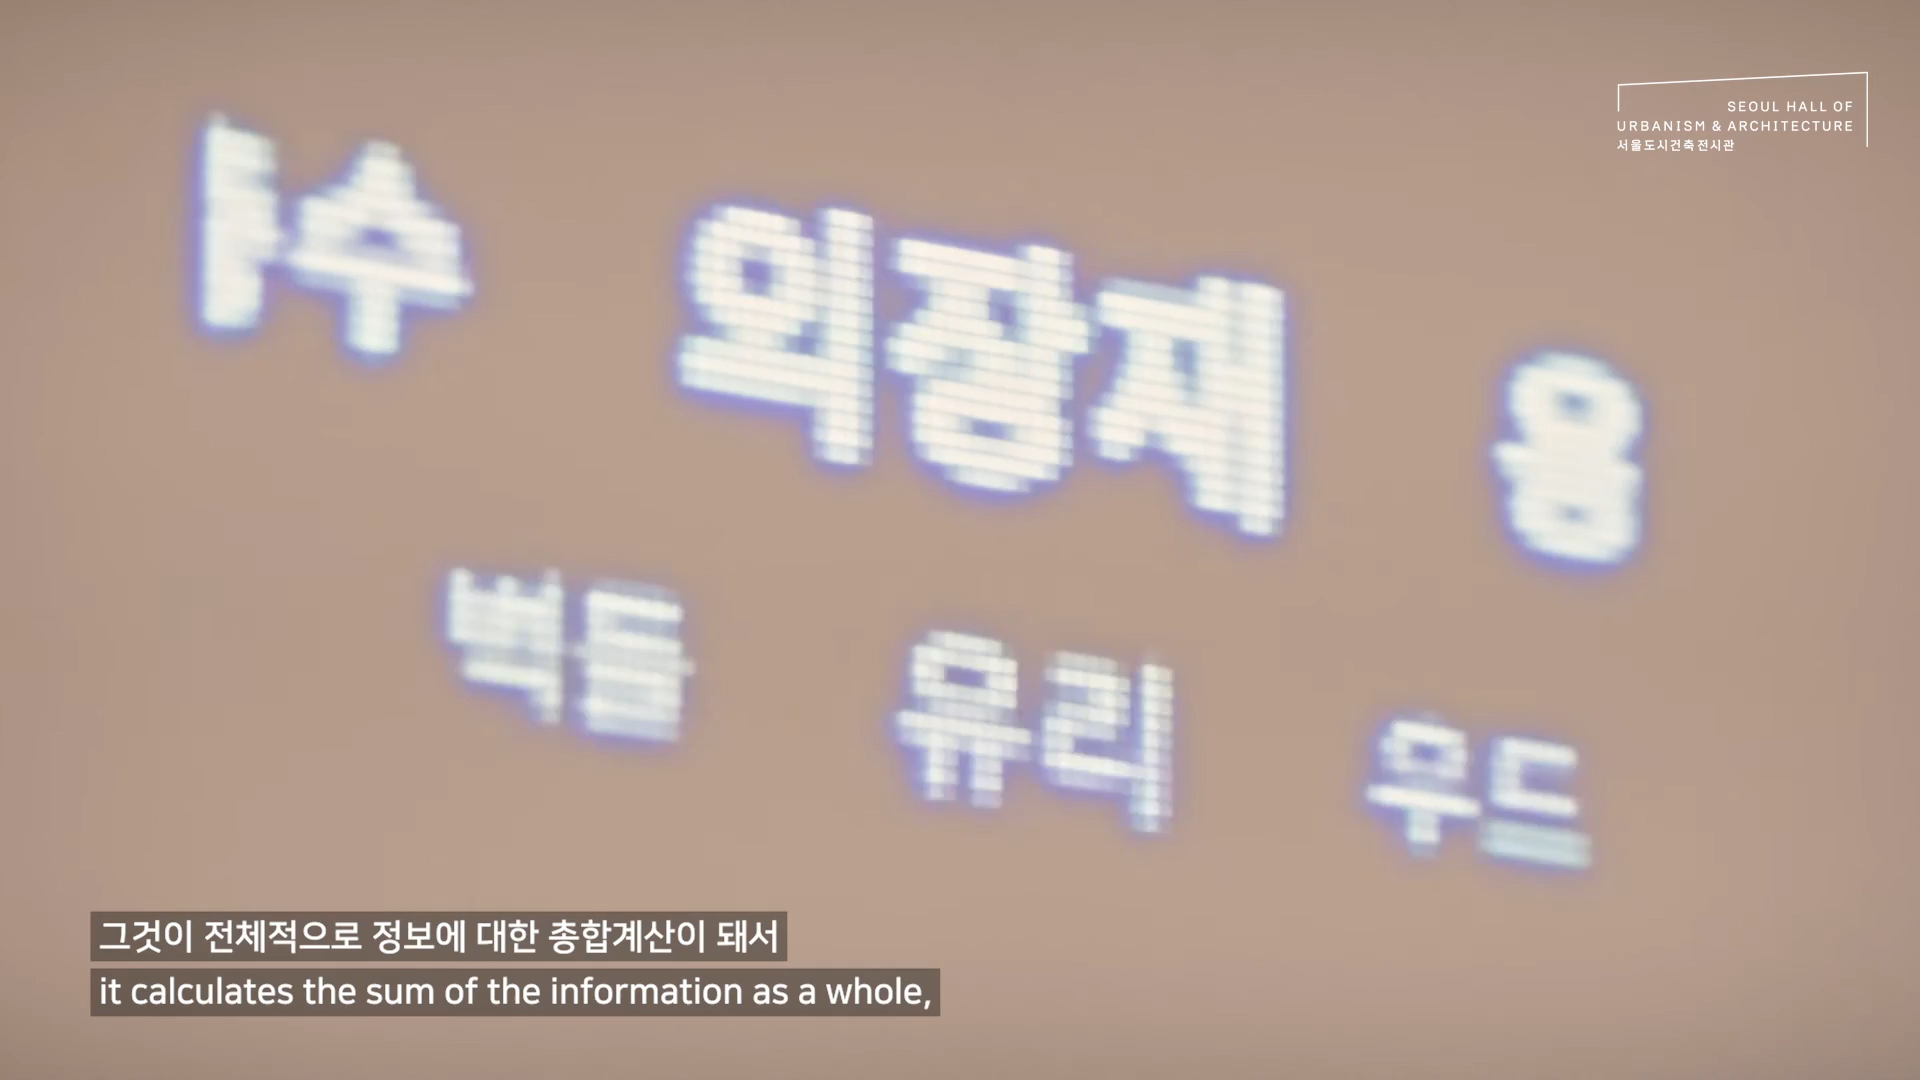 SEOUL HALL OF
URBANISM & ARCHITECTURE
서울도시건축전시관
수 외장재 용
벽돌 유리 우드
그것이 전체적으로 정보에 대한 총합계산이 돼서
it calculates the sum of the information as a whole,